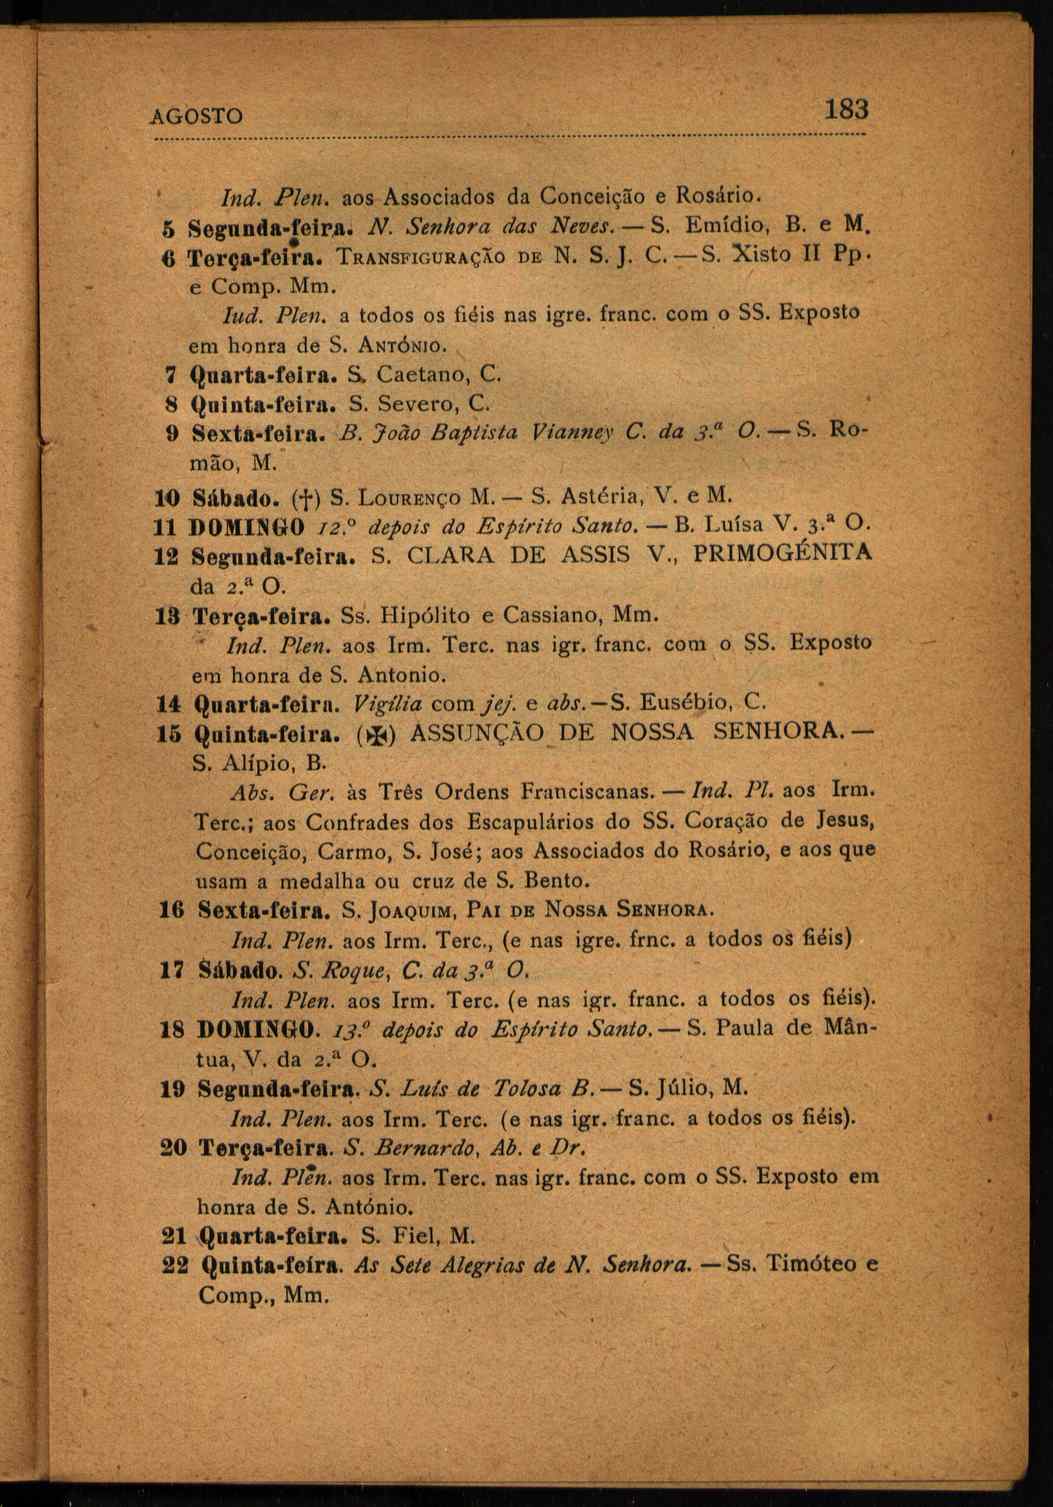 AGOSTO 183
Ind. Plen. aos Associados da Conceição e Rosário.
5 Segunda-feira. N. Senhora das Neves. — S. Emídio, B. e M.
6 Terça-feira. TRANSFIGURAÇÃO DE N. S. J. C. — S. Xisto II Pp.
e Comp. Mm.
Iud. Plen. a todos os fiéis nas igre. franc. com o SS. Exposto
em honra de S. ANTÓNIO.
7 Quarta-feira. S. Caetano, C.
8 Quinta-feira. S. Severo, C.
9 Sexta-feira. B. João Baptista Vianney C. da 3.ª O. — S. Ro-
mão, M.
10 Sábado. (†) S. LOURENÇO M. — S. Astéria, V. e M.
11 DOMINGO 12.º depois do Espírito Santo. — B. Luísa V. 3.ª O.
12 Segunda-feira. S. CLARA DE ASSIS V., PRIMOGÉNITA
da 2.ª O.
13 Terça-feira. Ss. Hipólito e Cassiano, Mm.
Ind. Plen. aos Irm. Terc. nas igr. franc. com o SS. Exposto
em honra de S. Antonio.
14 Quarta-feira. Vigília com jej. e abs. — S. Eusébio, C.
15 Quinta-feira. (✠) ASSUNÇÃO DE NOSSA SENHORA. —
S. Alípio, B.
Abs. Ger. às Três Ordens Franciscanas. — Ind. Pl. aos Irm.
Terc.; aos Confrades dos Escapulários do SS. Coração de Jesus,
Conceição, Carmo, S. José; aos Associados do Rosário, e aos que
usam a medalha ou cruz de S. Bento.
16 Sexta-feira. S. JOAQUIM, PAI DE NOSSA SENHORA.
Ind. Plen. aos Irm. Terc., (e nas igre. frnc. a todos os fiéis)
17 Sábado. S. Roque, C. da 3.ª O.
Ind. Plen. aos Irm. Terc. (e nas igr. franc. a todos os fiéis).
18 DOMINGO. 13.º depois do Espírito Santo. — S. Paula de Mân-
tua, V. da 2.ª O.
19 Segunda-feira. S. Luís de Tolosa B. — S. Júlio, M.
Ind. Plen. aos Irm. Terc. (e nas igr. franc. a todos os fiéis).
20 Terça-feira. S. Bernardo, Ab. e Dr.
Ind. Plen. aos Irm. Terc. nas igr. franc. com o SS. Exposto em
honra de S. António.
21 Quarta-feira. S. Fiel, M.
22 Quinta-feira. As Sete Alegrias de N. Senhora. — Ss. Timóteo e
Comp., Mm.